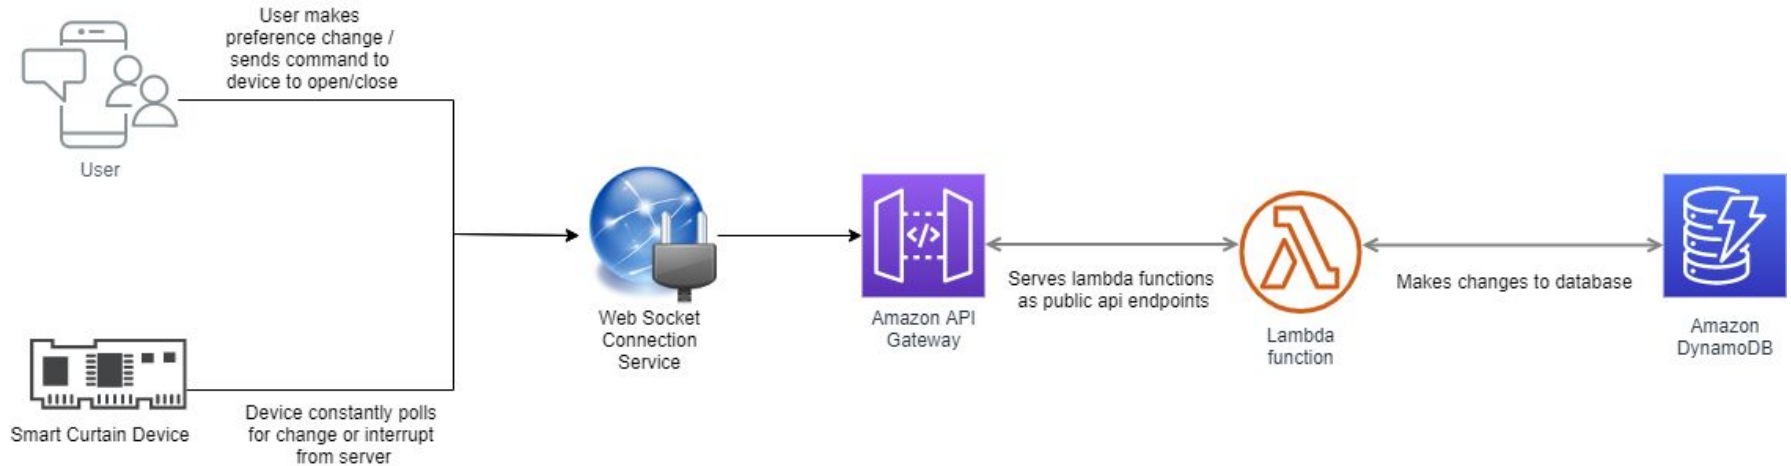 User makes
preference change /
sends command to
device to open/close
User
Web Socket
Connection
Service
Amazon API
Gateway
</>
Serves lambda functions
as public api endpoints
Lambda
function
Makes changes to database
Amazon
DynamoDB
Smart Curtain Device
Device constantly polls
for change or interrupt
from server